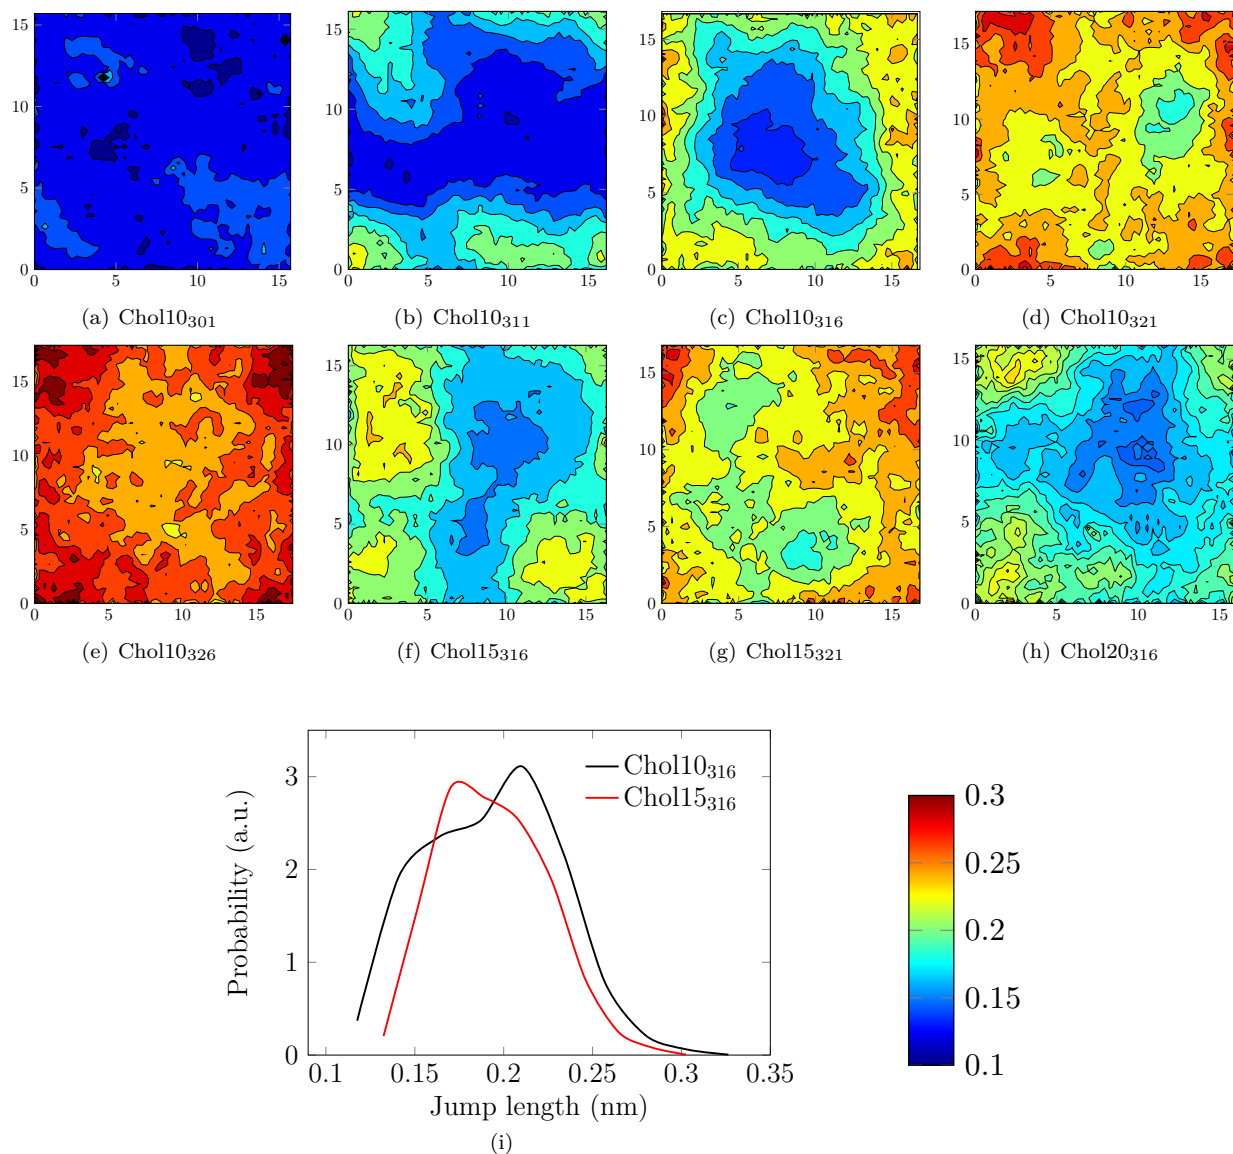 15
10
5
0
0 5 10 15
(a) Chol10₃₀₁
15
10
5
0
0 5 10 15
(b) Chol10₃₁₁
15
10
5
0
0 5 10 15
(c) Chol10₃₁₆
15
10
5
0
0 5 10 15
(d) Chol10₃₂₁
15
10
5
0
0 5 10 15
(e) Chol10₃₂₆
15
10
5
0
0 5 10 15
(f) Chol15₃₁₆
15
10
5
0
0 5 10 15
(g) Chol15₃₂₁
15
10
5
0
0 5 10 15
(h) Chol20₃₁₆
Probability (a.u.)
3
2
1
0
Chol10₃₁₆
Chol15₃₁₆
0.1 0.15 0.2 0.25 0.3 0.35
Jump length (nm)
(i)
0.3
0.25
0.2
0.15
0.1